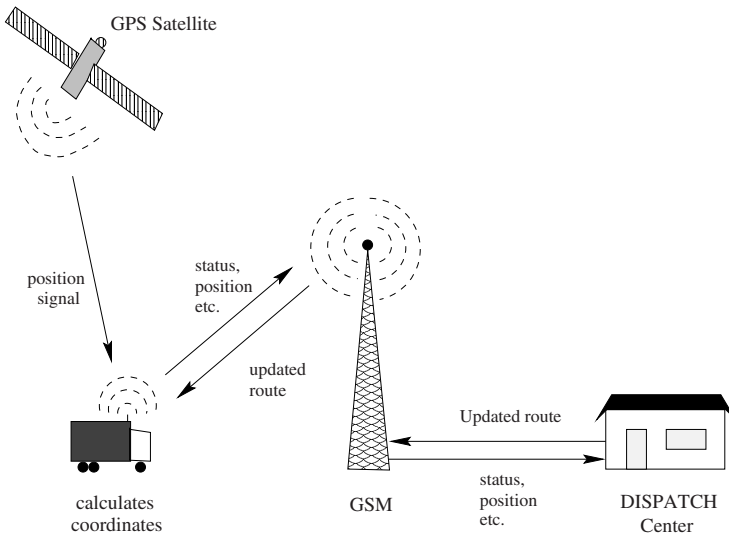 GPS Satellite
position
signal
status,
position
etc.
updated
route
calculates
coordinates
GSM
Updated route
status,
position
etc.
DISPATCH
Center